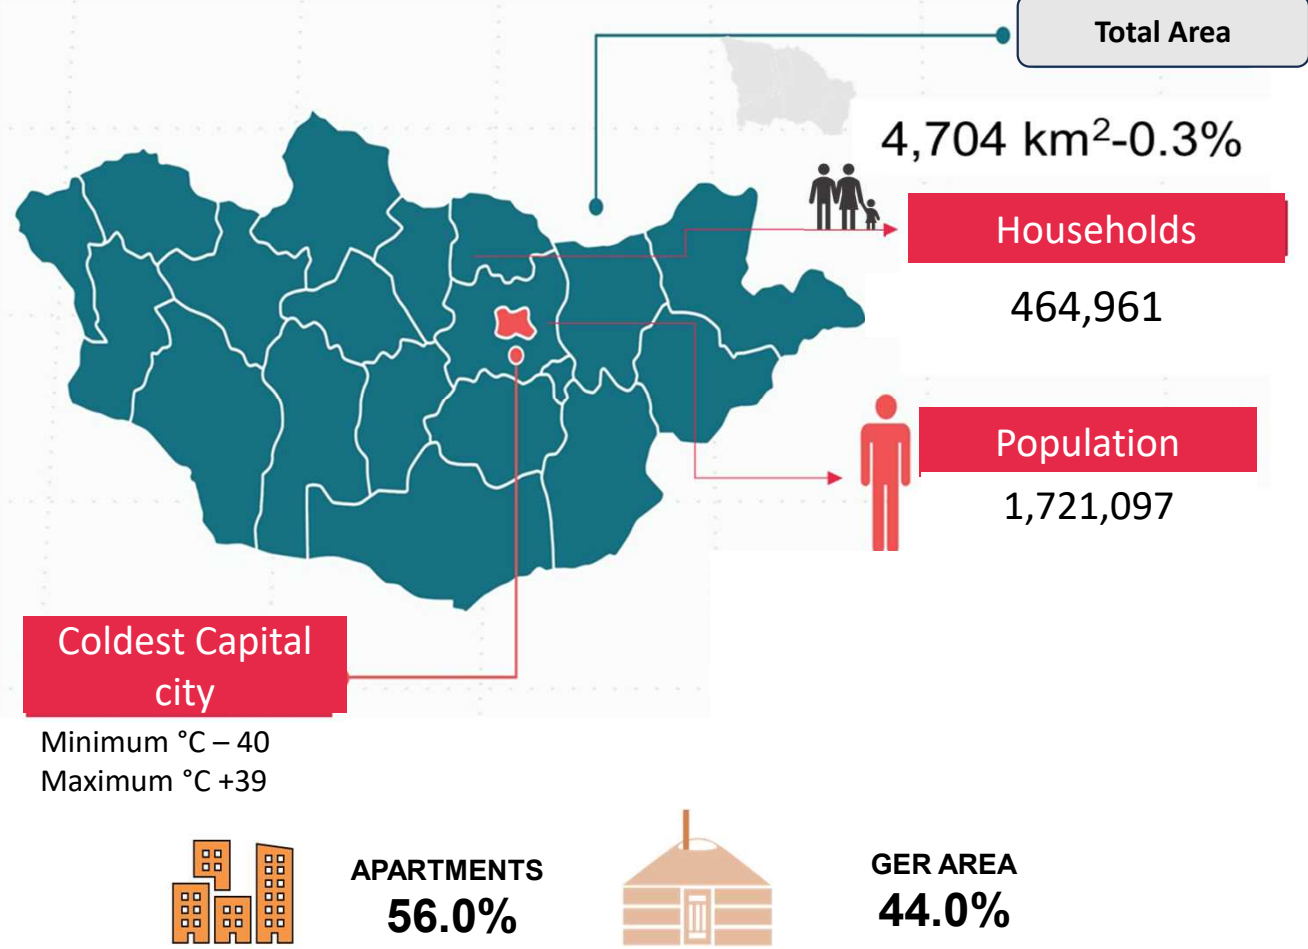 Total Area
4,704 km²-0.3%
Households
464,961
Population
1,721,097
Coldest Capital
city
Minimum °C – 40
Maximum °C +39
APARTMENTS
56.0%
GER AREA
44.0%